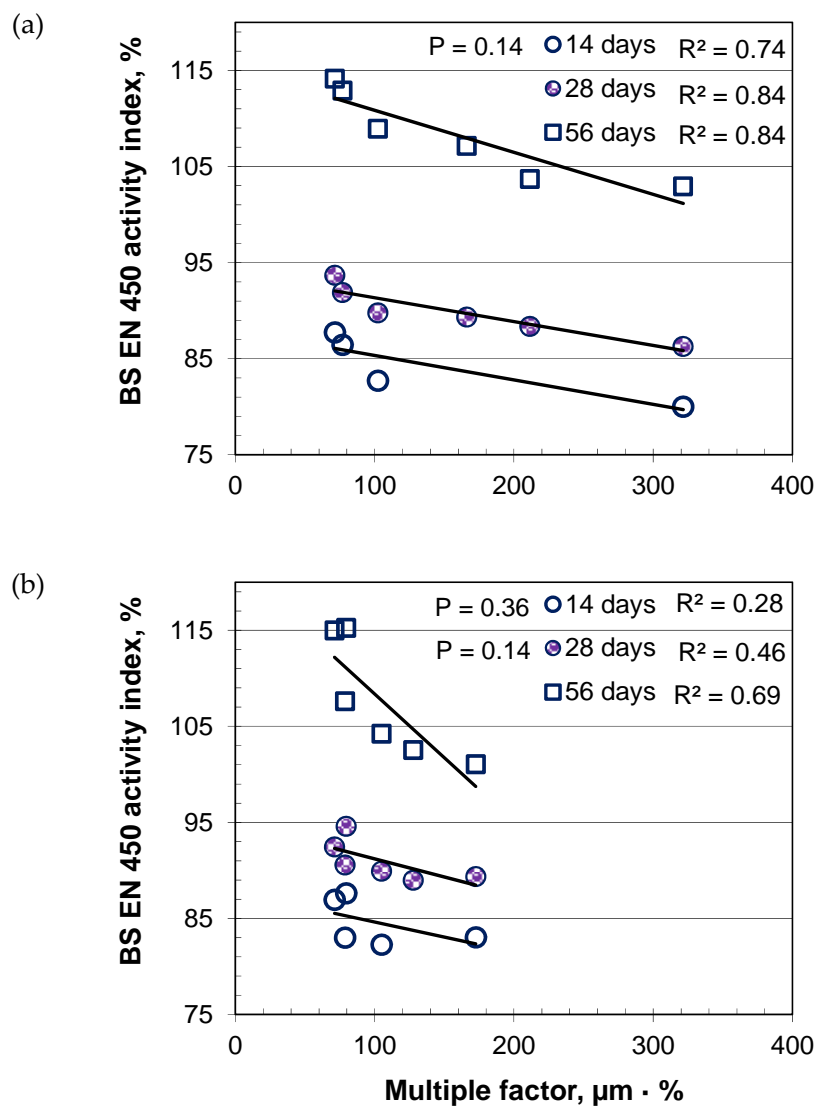 (a)
P = 0.14 14 days R² = 0.74
28 days R² = 0.84
56 days R² = 0.84
BS EN 450 activity index, %
115
105
95
85
75
0 100 200 300 400
(b)
P = 0.36 14 days R² = 0.28
P = 0.14 28 days R² = 0.46
56 days R² = 0.69
BS EN 450 activity index, %
115
105
95
85
75
0 100 200 300 400
Multiple factor, µm · %